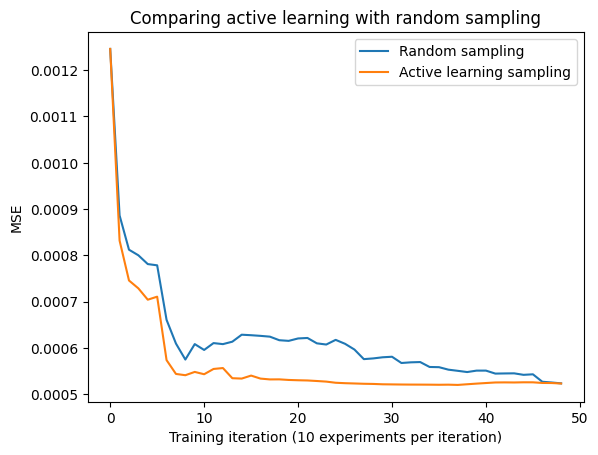 Comparing active learning with random sampling
Random sampling
Active learning sampling
MSE
0.0012
0.0011
0.0010
0.0009
0.0008
0.0007
0.0006
0.0005
0 10 20 30 40 50
Training iteration (10 experiments per iteration)